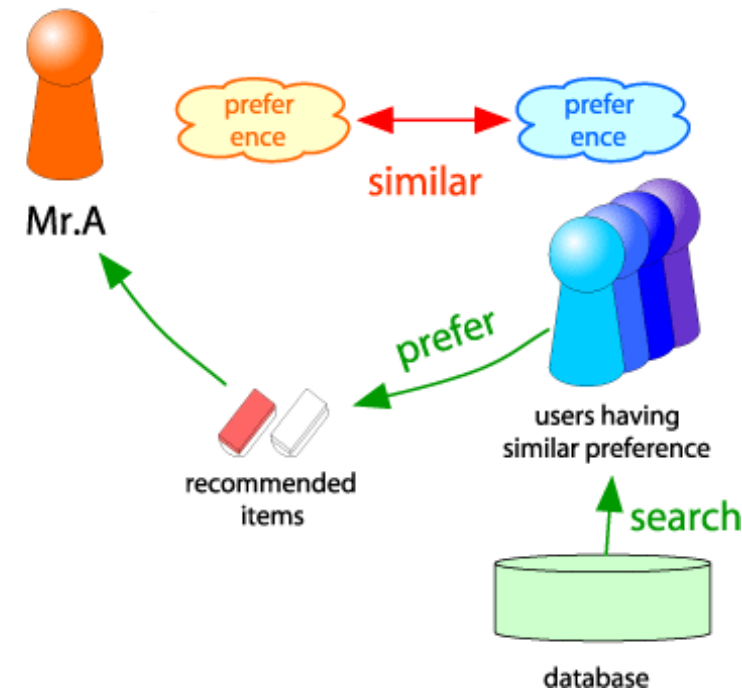 prefer
ence
prefer
ence
similar
Mr.A
prefer
users having
similar preference
recommended
items
search
database